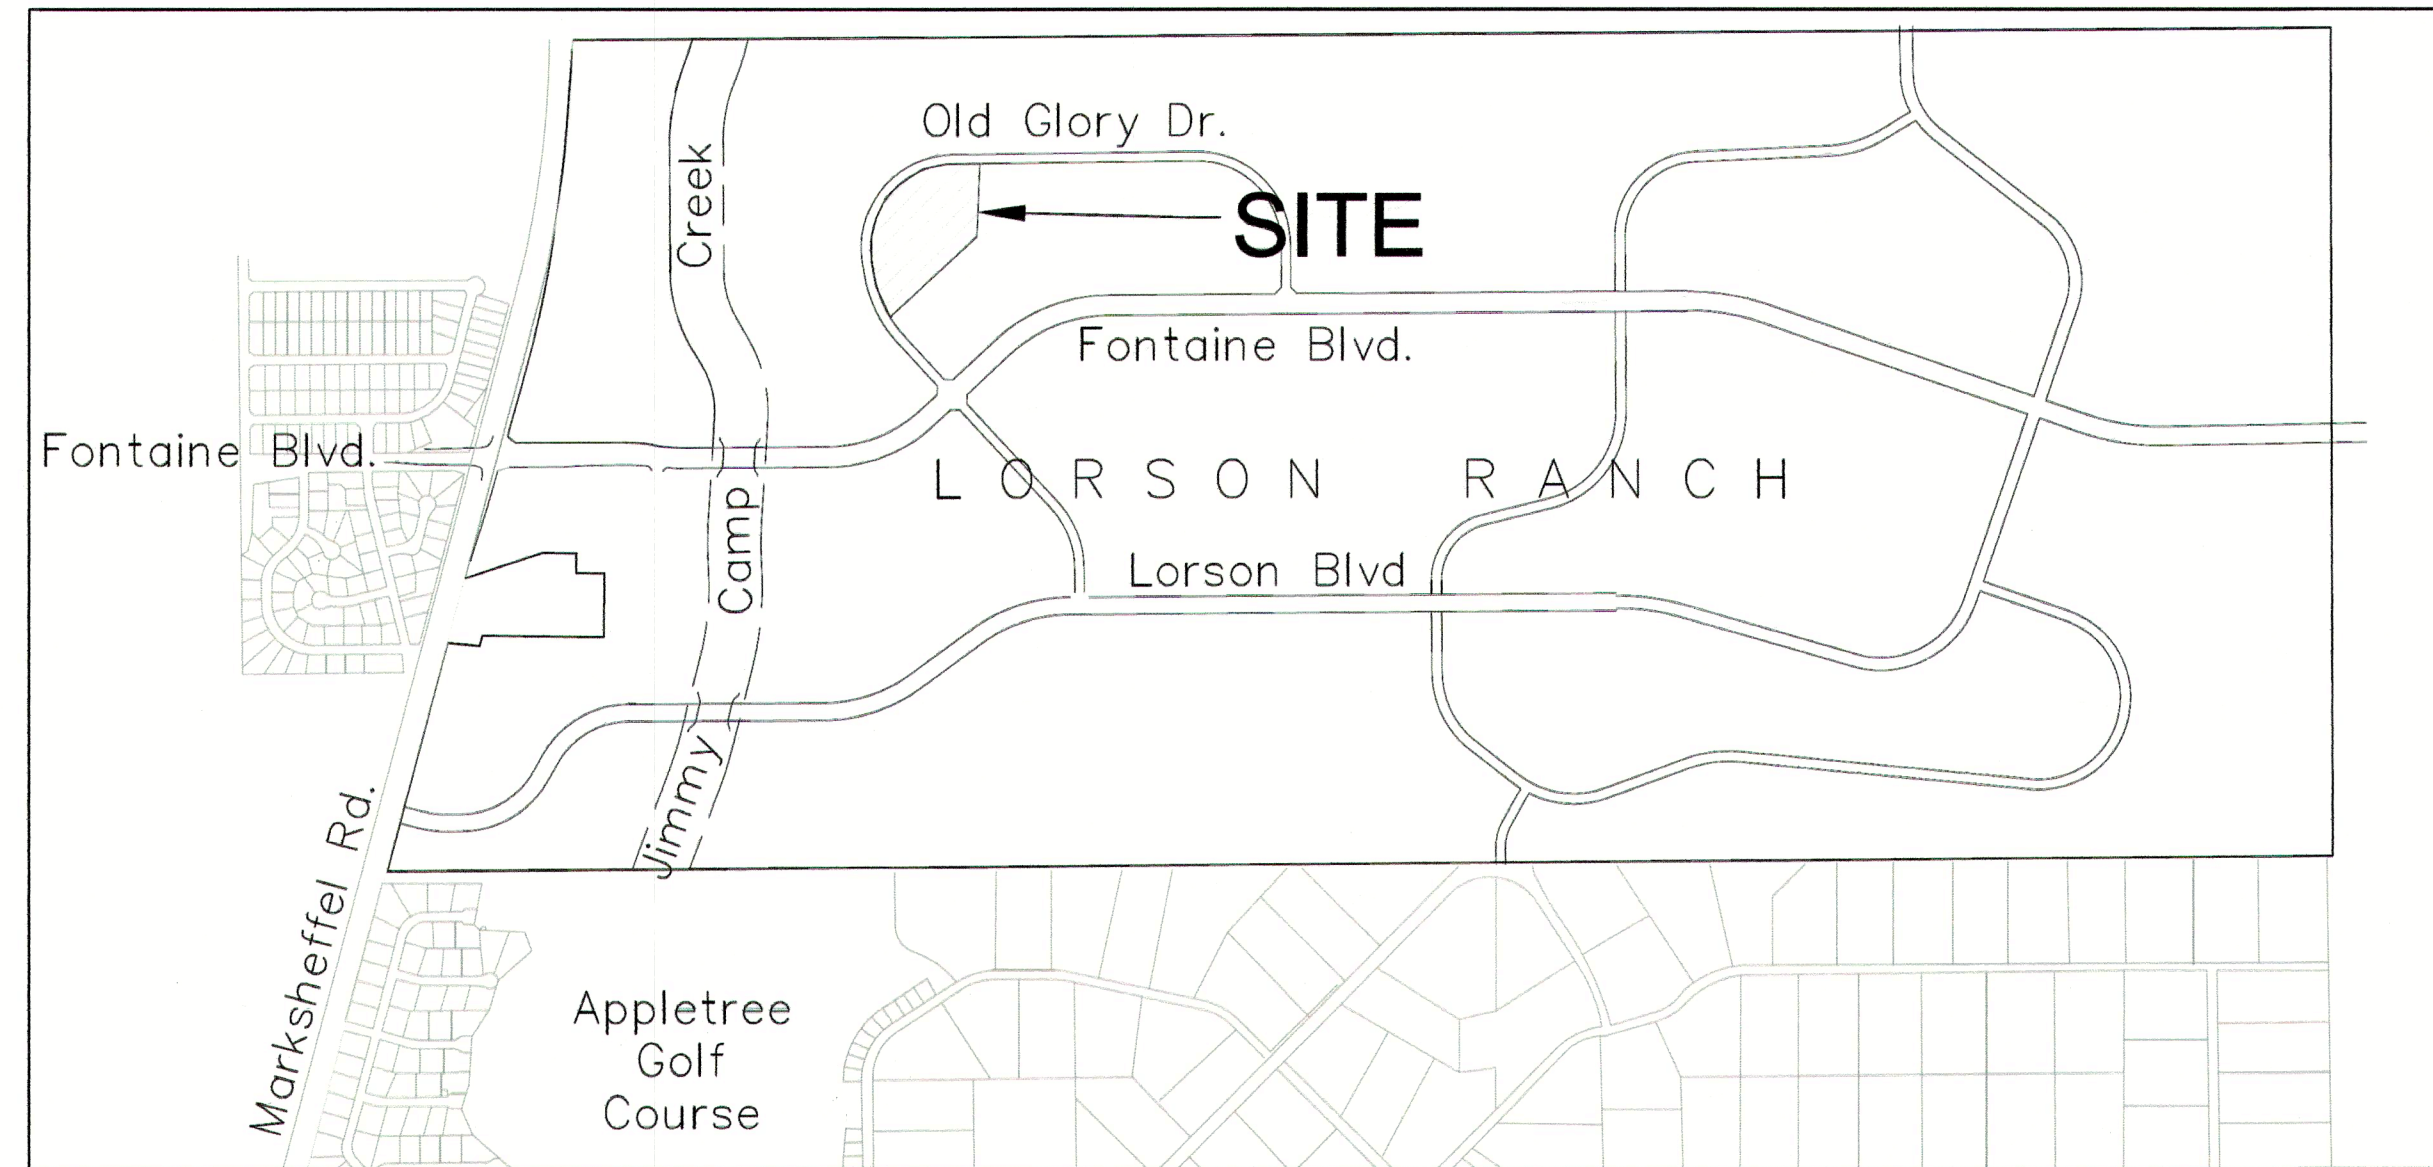 Old Glory Dr.
SITE
Creek
Fontaine Blvd.
Fontaine Blvd.
LORSON RANCH
Camp
Lorson Blvd
Jimmy
Marksheffel Rd.
Appletree
Golf
Course